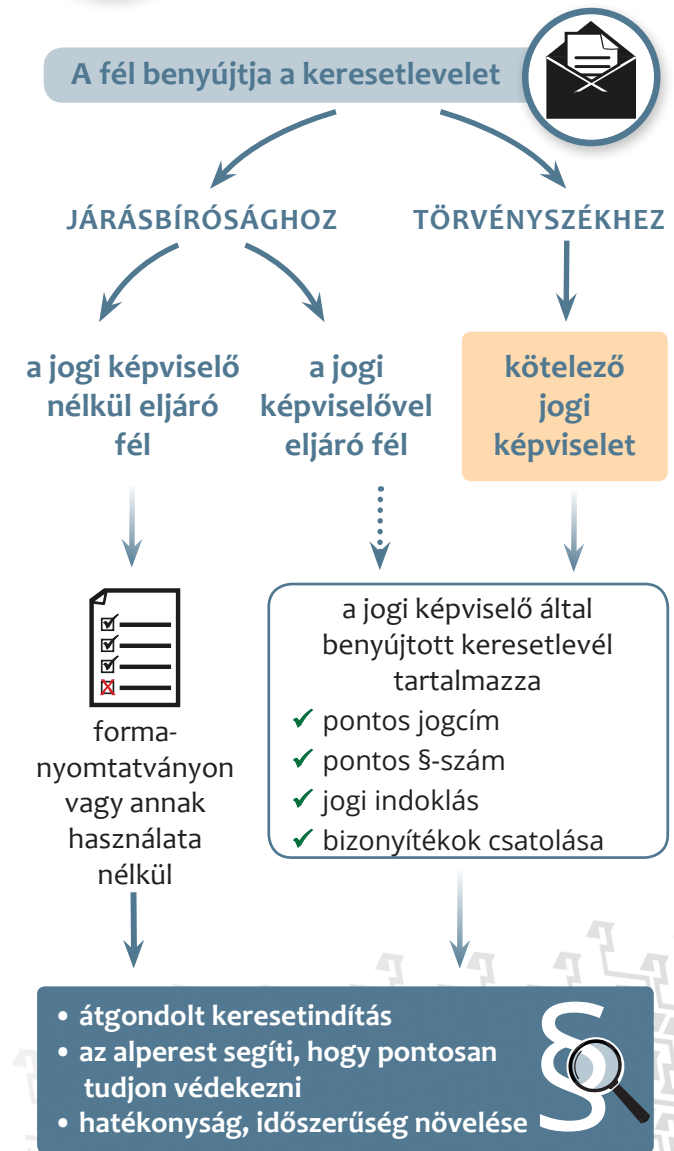 A fél benyújtja a keresetlevelet
JÁRÁSBÍRÓSÁGHOZ
TÖRVÉNYSZÉKHEZ
a jogi képviselő
nélkül eljáró
fél
a jogi
képviselővel
eljáró fél
kötelező
jogi
képviselet
forma-
nyomtatványon
vagy annak
használata
nélkül
a jogi képviselő által
benyújtott keresetlevél
tartalmazza
✓ pontos jogcím
✓ pontos §-szám
✓ jogi indoklás
✓ bizonyítékok csatolása
• átgondolt keresetindítás
• az alperest segíti, hogy pontosan
tudjon védekezni
• hatékonyság, időszerűség növelése
§